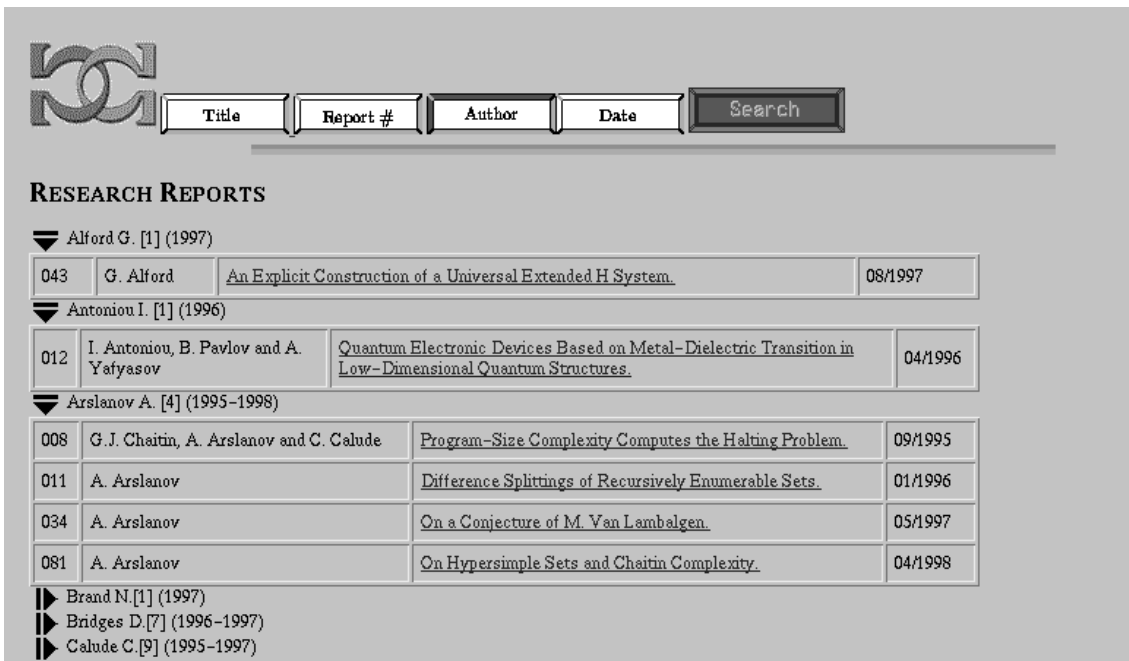 Title Report # Author Date Search
RESEARCH REPORTS
Alford G. [1] (1997)
043 G. Alford An Explicit Construction of a Universal Extended H System. 08/1997
Antoniou I. [1] (1996)
012 I. Antoniou, B. Pavlov and A. Yafyasov Quantum Electronic Devices Based on Metal-Dielectric Transition in Low-Dimensional Quantum Structures. 04/1996
Arslanov A. [4] (1995-1998)
008 G.J. Chaitin, A. Arslanov and C. Calude Program-Size Complexity Computes the Halting Problem. 09/1995
011 A. Arslanov Difference Splittings of Recursively Enumerable Sets. 01/1996
034 A. Arslanov On a Conjecture of M. Van Lambalgen. 05/1997
081 A. Arslanov On Hypersimple Sets and Chaitin Complexity. 04/1998
Brand N.[1] (1997)
Bridges D.[7] (1996-1997)
Calude C.[9] (1995-1997)